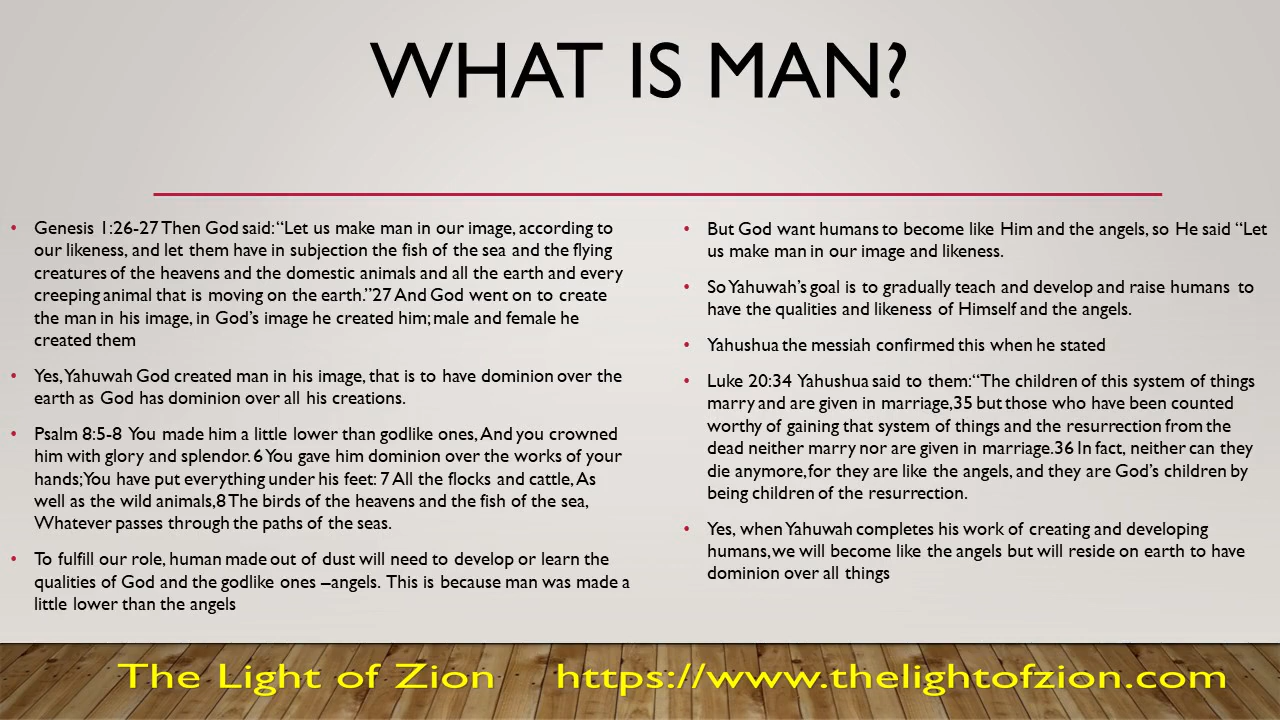 WHAT IS MAN?
• Genesis 1:26-27 Then God said: “Let us make man in our image, according to
our likeness, and let them have in subjection the fish of the sea and the flying
creatures of the heavens and the domestic animals and all the earth and every
creeping animal that is moving on the earth.”27 And God went on to create
the man in his image, in God’s image he created him; male and female he
created them
• Yes, Yahuwah God created man in his image, that is to have dominion over the
earth as God has dominion over all his creations.
• Psalm 8:5-8 You made him a little lower than godlike ones, And you crowned
him with glory and splendor. 6 You gave him dominion over the works of your
hands; You have put everything under his feet: 7 All the flocks and cattle, As
well as the wild animals,8 The birds of the heavens and the fish of the sea,
Whatever passes through the paths of the seas.
• To fulfill our role, human made out of dust will need to develop or learn the
qualities of God and the godlike ones –angels. This is because man was made a
little lower than the angels
• But God want humans to become like Him and the angels, so He said “Let
us make man in our image and likeness.
• So Yahuwah’s goal is to gradually teach and develop and raise humans to
have the qualities and likeness of Himself and the angels.
• Yahushua the messiah confirmed this when he stated
• Luke 20:34 Yahushua said to them: “The children of this system of things
marry and are given in marriage,35 but those who have been counted
worthy of gaining that system of things and the resurrection from the
dead neither marry nor are given in marriage.36 In fact, neither can they
die anymore, for they are like the angels, and they are God’s children by
being children of the resurrection.
• Yes, when Yahuwah completes his work of creating and developing
humans, we will become like the angels but will reside on earth to have
dominion over all things
The Light of Zion https://www.thelightofzion.com